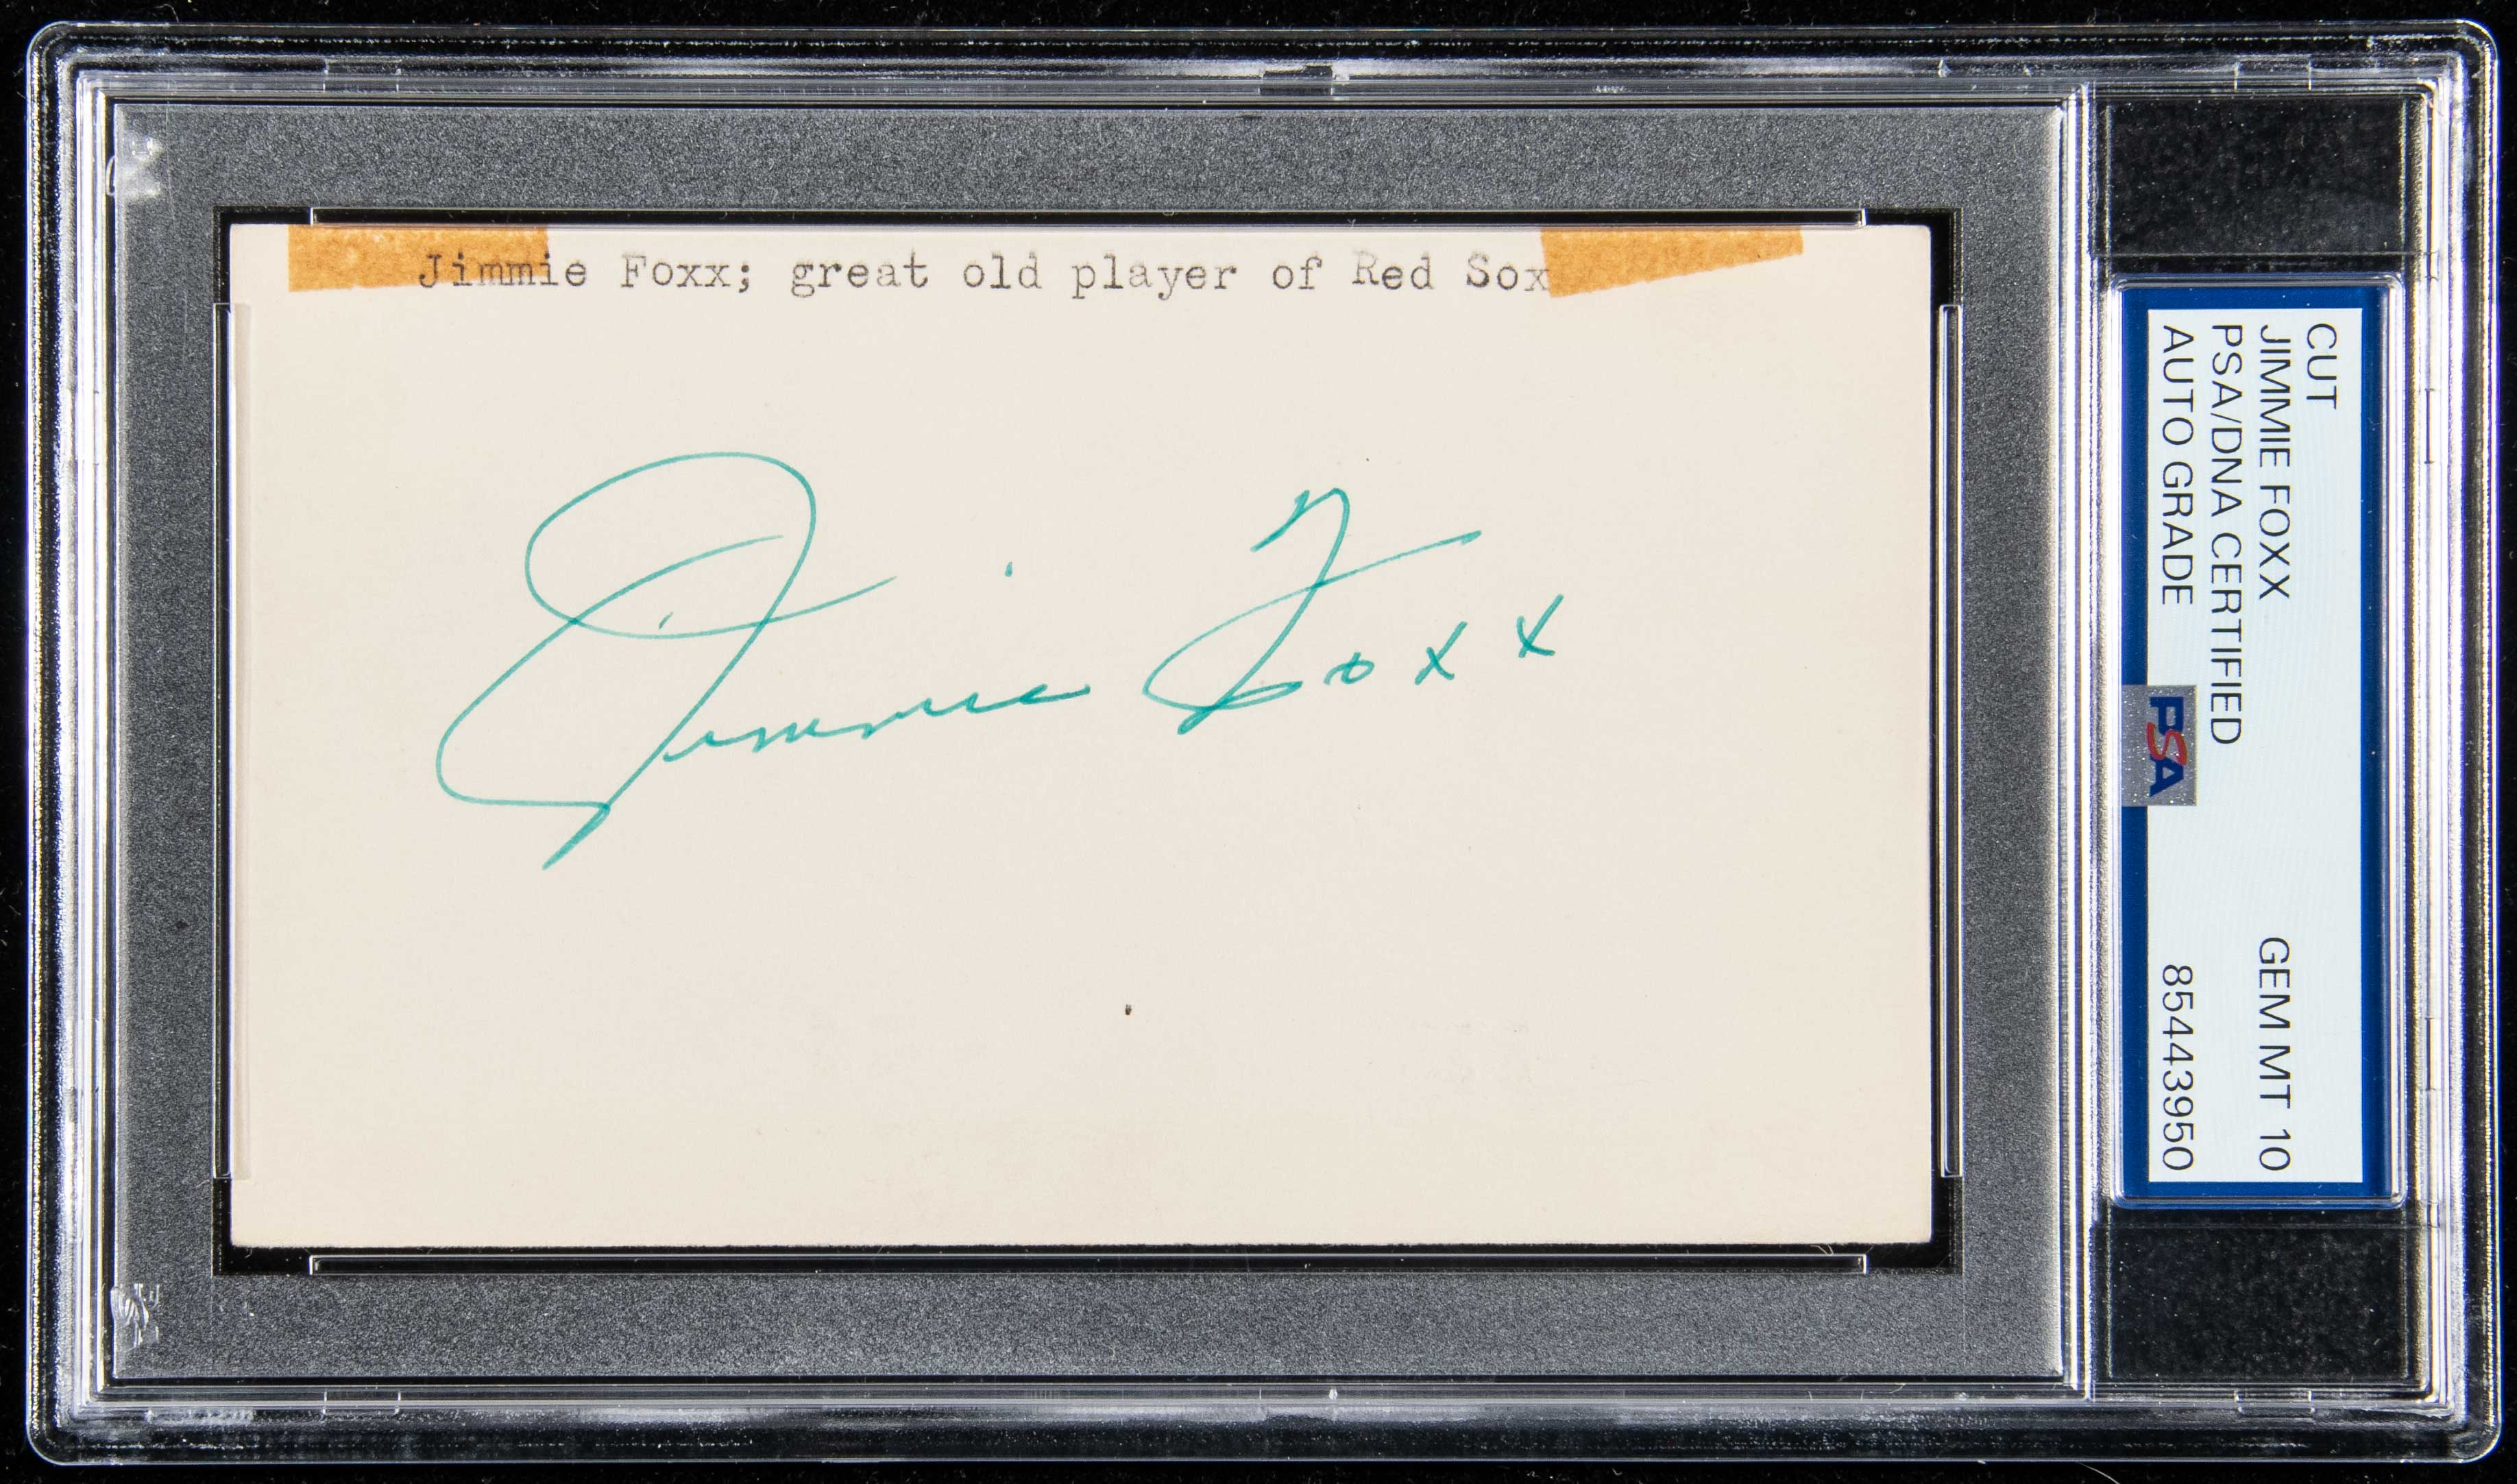 Jimmie Foxx; great old player of Red Sox
Jimmie Foxx
CUT
JIMMIE FOXX GEM MT 10
PSA/DNA CERTIFIED
AUTO GRADE 85443950
PSA